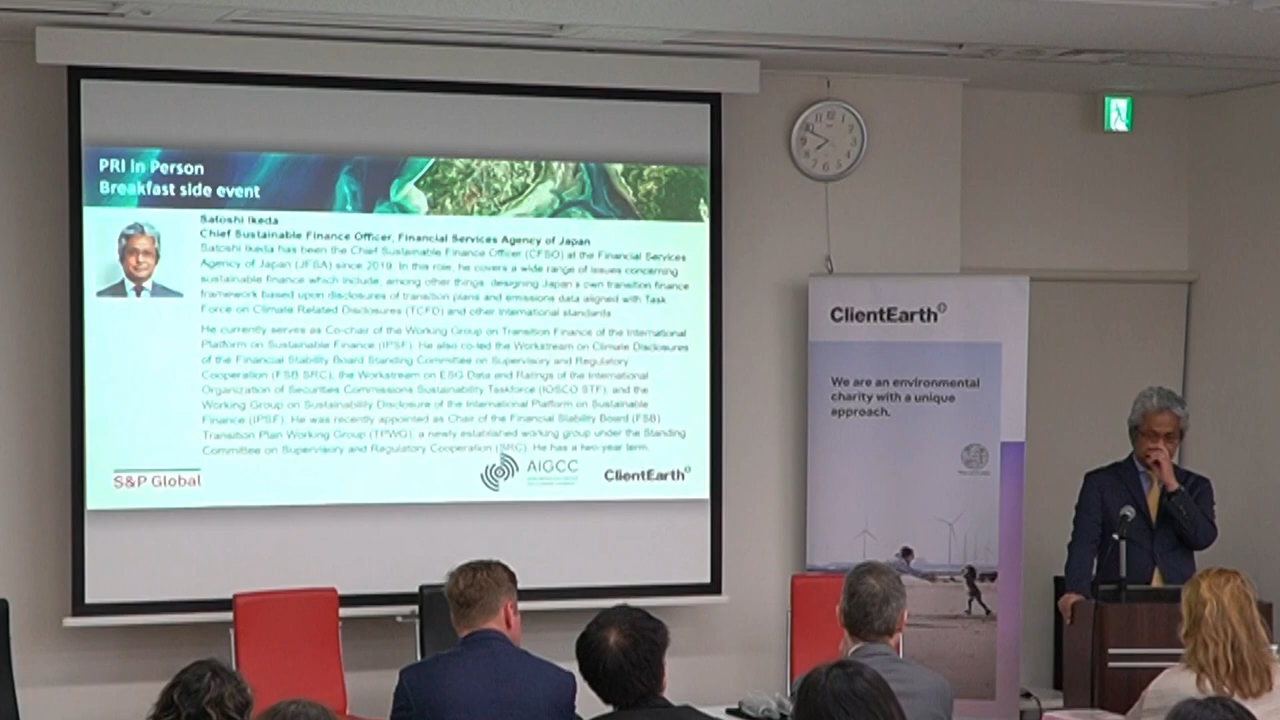 PRI In Person
Breakfast side event
Satoshi Ikeda
Chief Sustainable Finance Officer, Financial Services Agency of Japan
Satoshi Ikeda has been the Chief Sustainable Finance Officer (CFSO) at the Financial Services
Agency of Japan (JFSA) since 2019. In this role, he covers a wide range of issues concerning
sustainable finance which include, among other things, designing Japan's own transition finance
framework based upon disclosures of transition plans and emissions data aligned with Task
Force on Climate Related Disclosures (TCFD) and other international standards.
He currently serves as Co-chair of the Working Group on Transition Finance of the International
Platform on Sustainable Finance (IPSF). He also co-led the Workstream on Climate Disclosures
of the Financial Stability Board Standing Committee on Supervisory and Regulatory
Cooperation (FSB SRC), the Workstream on ESG Data and Ratings of the International
Organization of Securities Commissions Sustainability Taskforce (IOSCO STF), and the
Working Group on Sustainability Disclosure of the International Platform on Sustainable
Finance (IPSF). He was recently appointed as Chair of the Financial Stability Board (FSB)
Transition Plan Working Group (TPWG), a newly established working group under the Standing
Committee on Supervisory and Regulatory Cooperation (SRC). He has a two-year term.
S&P Global
AIGCC
ClientEarth
ClientEarth
We are an environmental
charity with a unique
approach.